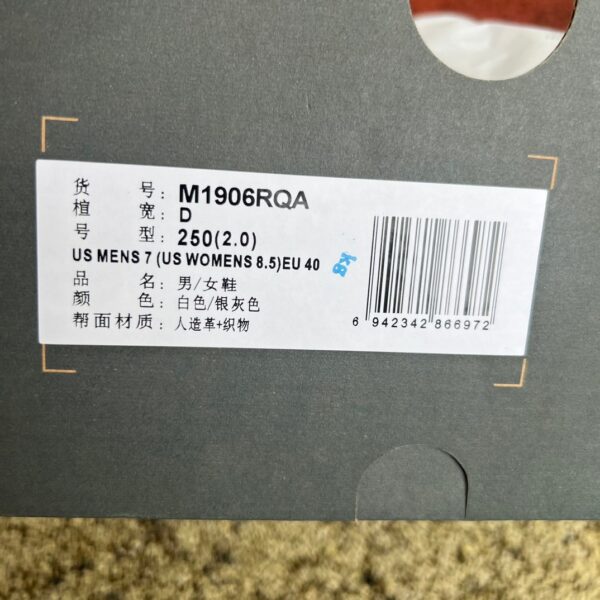 货 号：M1906RQA
楦 宽：D
号 型：250(2.0)
US MENS 7 (US WOMENS 8.5)EU 40
品 名：男/女鞋
颜 色：白色/银灰色
帮面材质：人造革+织物
kg
6 942342 866972